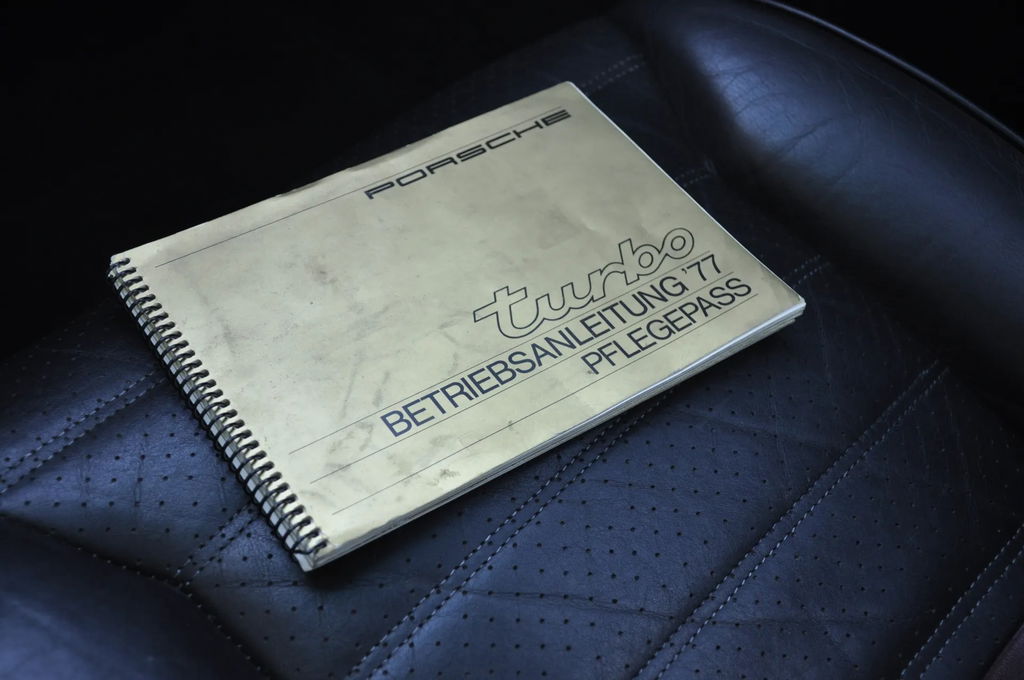 PORSCHE
turbo
BETRIEBSANLEITUNG '77
PFLEGEPASS